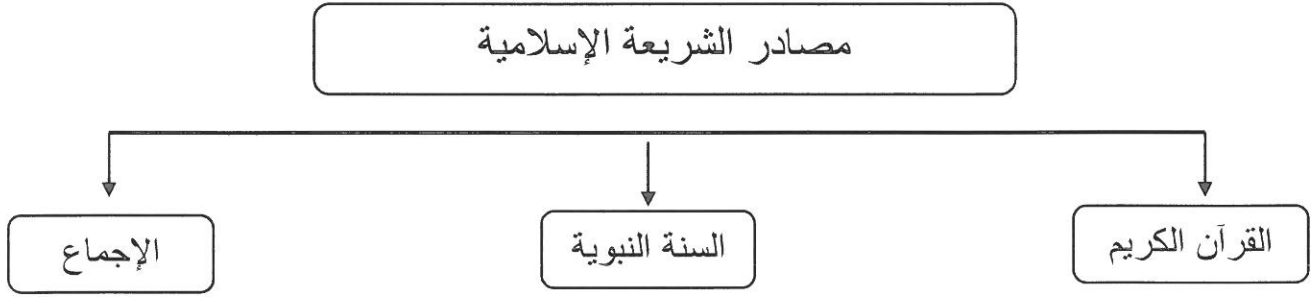 مصادر الشريعة الإسلامية
القرآن الكريم
السنة النبوية
الإجماع